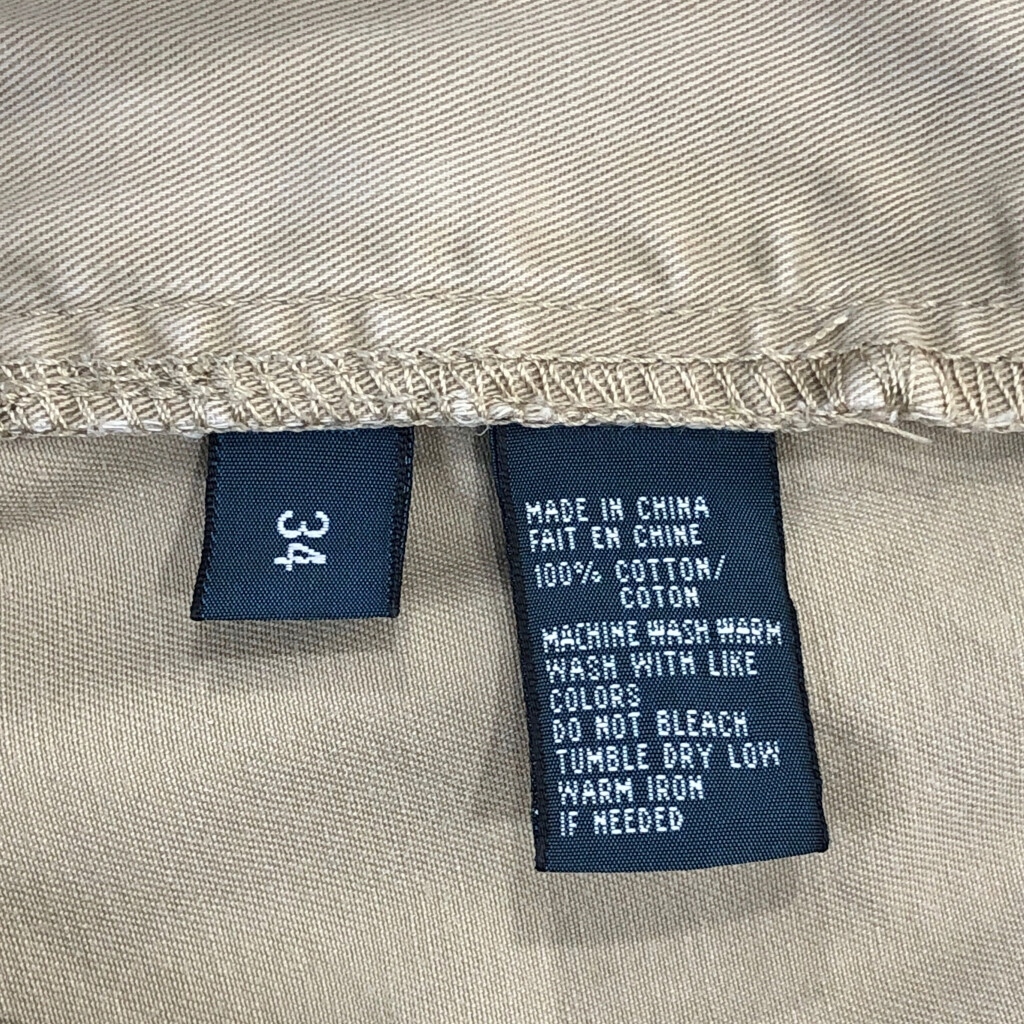 34
MADE IN CHINA
FAIT EN CHINE
100% COTTON/
COTON
MACHINE WASH WARM
WASH WITH LIKE
COLORS
DO NOT BLEACH
TUMBLE DRY LOW
WARM IRON
IF NEEDED